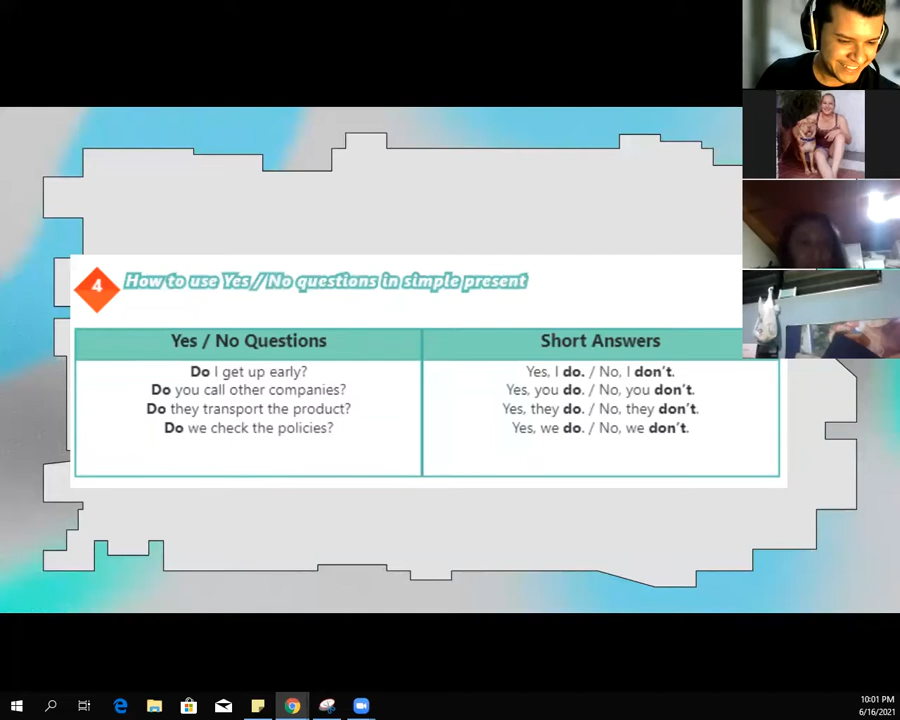 4
How to use Yes / No questions in simple present
Yes / No Questions
Short Answers
Do I get up early?
Yes, I do. / No, I don't.
Do you call other companies?
Yes, you do. / No, you don't.
Do they transport the product?
Yes, they do. / No, they don't.
Do we check the policies?
Yes, we do. / No, we don't.
10:01 PM
6/16/2021